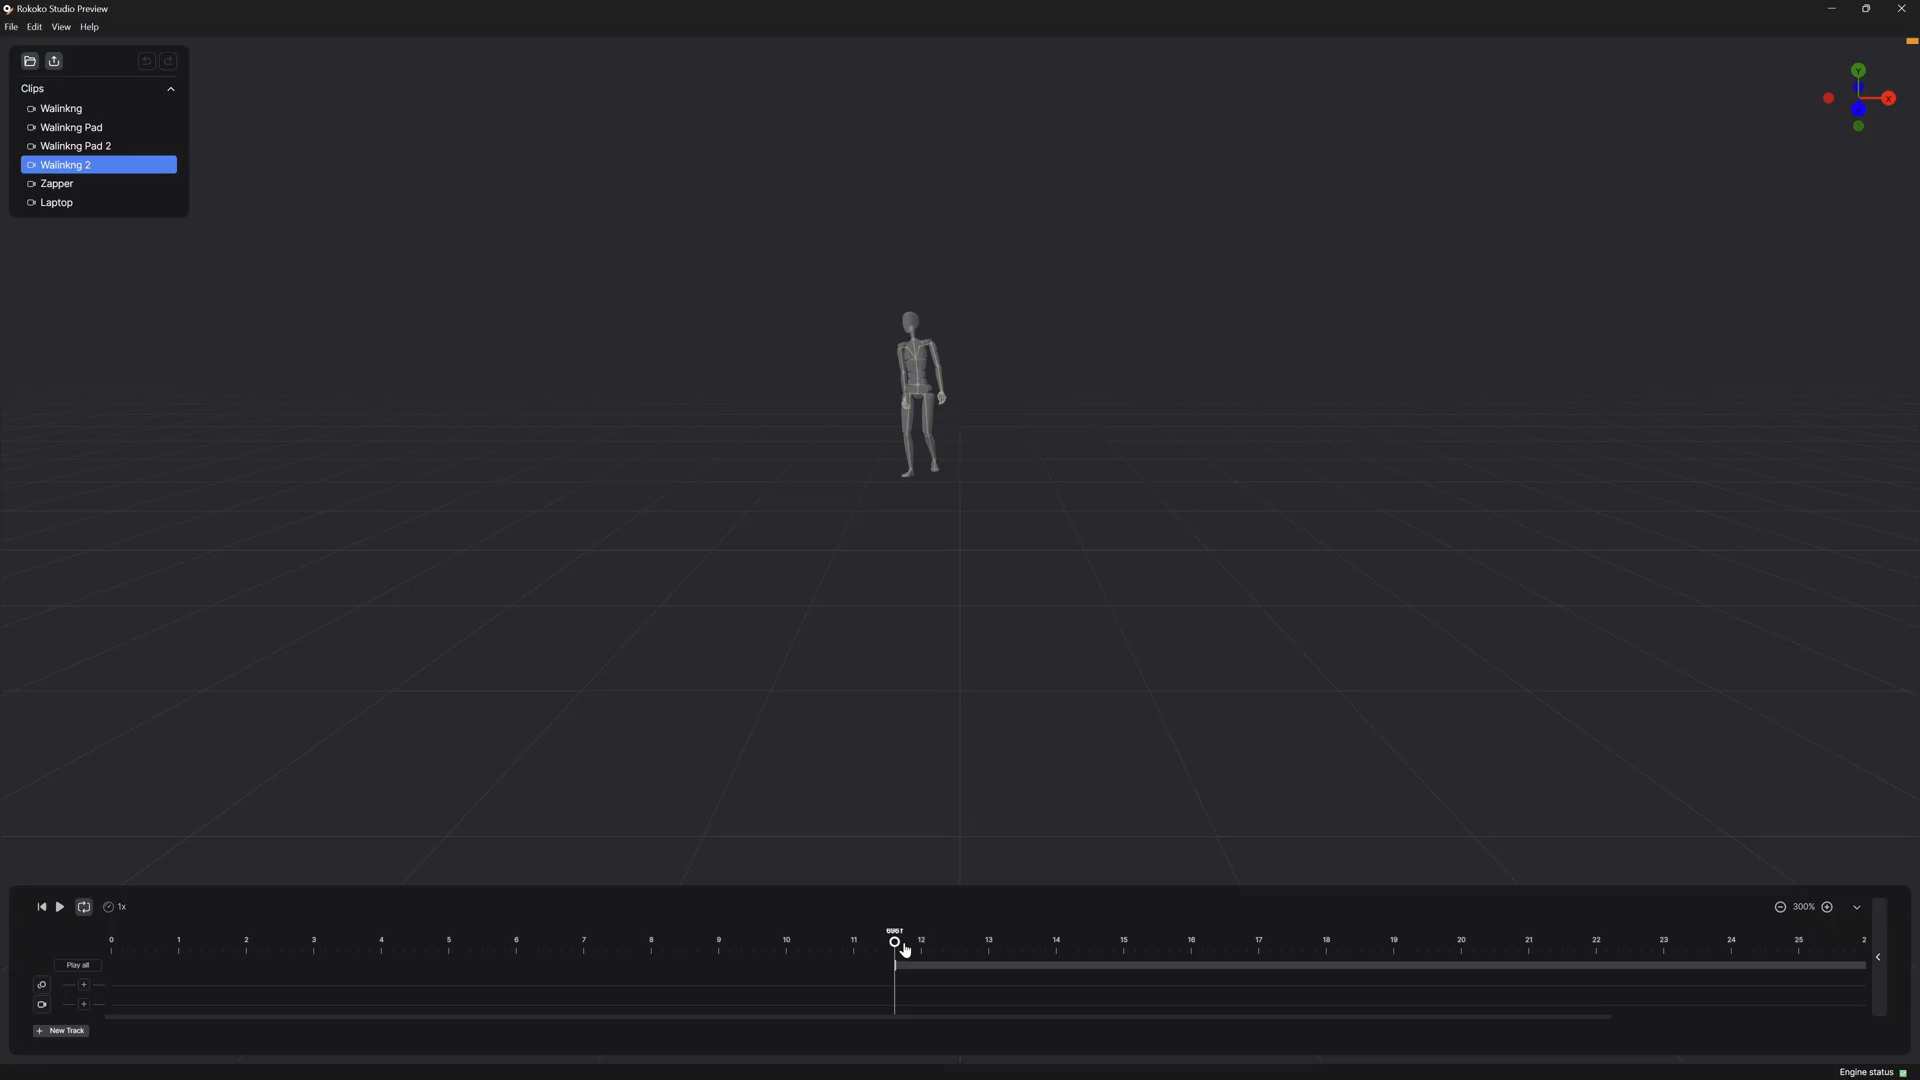 Rokoko Studio Preview
File Edit View Help
Clips
Walinkng
Walinkng Pad
Walinkng Pad 2
Walinkng 2
Zapper
Laptop
Y
X
1x
300%
0 1 2 3 4 5 6 7 8 9 10 11 12 13 14 15 16 17 18 19 20 21 22 23 24 25 2
Play all
+ New Track
Engine status